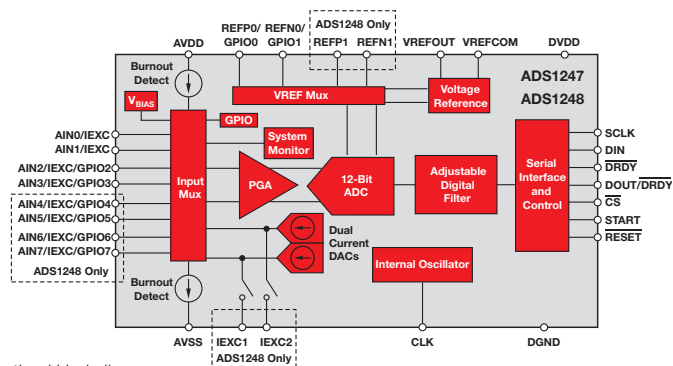 ADS1248 Only
REFP0/ GPIO0
REFN0/ GPIO1
REFP1
REFN1
VREFOUT
VREFCOM
DVDD
AVDD
Burnout
Detect
VREF Mux
Voltage
Reference
ADS1247
ADS1248
VBIAS
GPIO
System
Monitor
AIN0/IEXC
AIN1/IEXC
AIN2/IEXC/GPIO2
AIN3/IEXC/GPIO3
AIN4/IEXC/GPIO4
AIN5/IEXC/GPIO5
AIN6/IEXC/GPIO6
AIN7/IEXC/GPIO7
ADS1248 Only
Input
Mux
PGA
12-Bit
ADC
Adjustable
Digital
Filter
Serial
Interface
and
Control
SCLK
DIN
DRDY
DOUT/DRDY
CS
START
RESET
Dual
Current
DACs
Internal Oscillator
Burnout
Detect
AVSS
IEXC1
IEXC2
ADS1248 Only
CLK
DGND